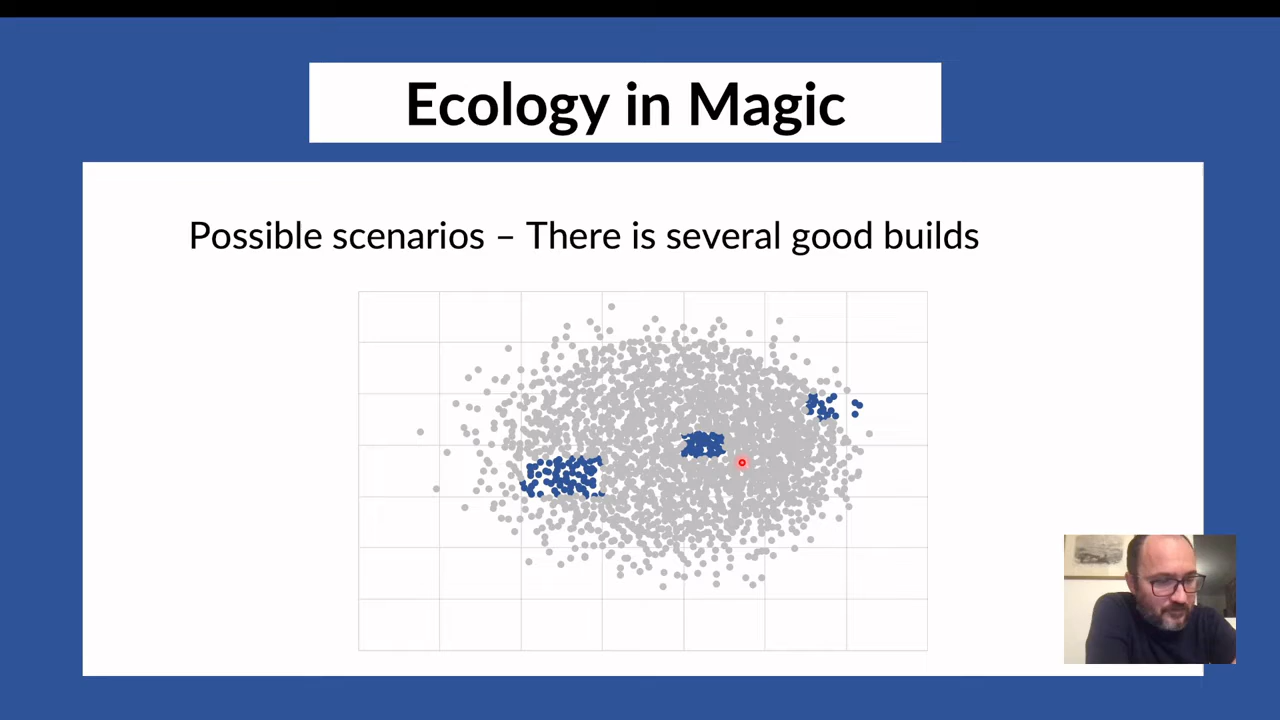 Ecology in Magic
Possible scenarios – There is several good builds